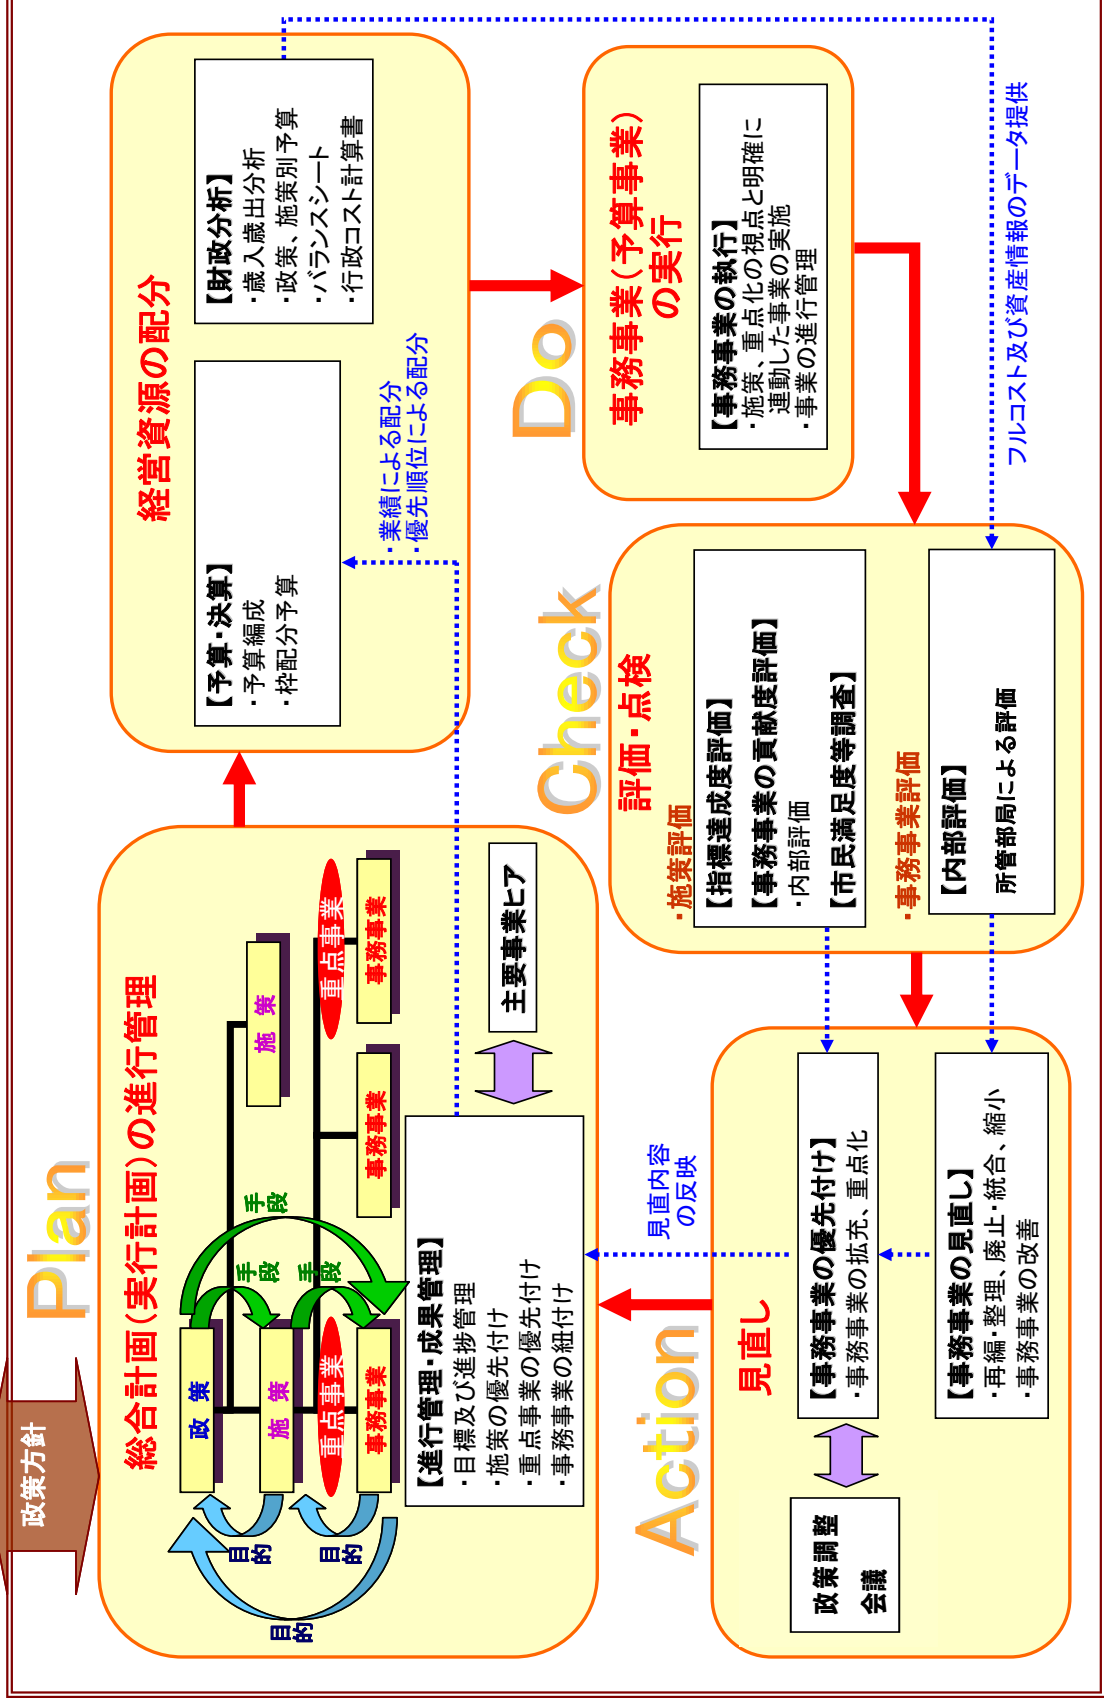 政策方針
Plan
総合計画（実行計画）の進行管理
政　策
施　策
施　策
重点事業
重点事業
事務事業
事務事業
事務事業
手段
手段
手段
目的
目的
目的
【進行管理・成果管理】
・目標及び進捗管理
・施策の優先付け
・重点事業の優先付け
・事務事業の紐付け
主要事業ヒア
経営資源の配分
【予算・決算】
・予算編成
・枠配分予算
【財政分析】
・歳入歳出分析
・政策、施策別予算
・バランスシート
・行政コスト計算書
・業績による配分
・優先順位による配分
Do
事務事業（予算事業）
の実行
【事務事業の執行】
・施策、重点化の視点と明確に
連動した事業の実施
・事業の進行管理
フルコスト及び資産情報のデータ提供
Check
評価・点検
・施策評価
【指標達成度評価】
【事務事業の貢献度評価】
・内部評価
【市民満足度等調査】
・事務事業評価
【内部評価】
所管部局による評価
Action
見直し
【事務事業の優先付け】
・事務事業の拡充、重点化
【事務事業の見直し】
・再編・整理、廃止・統合、縮小
・事務事業の改善
政策調整
会議
見直内容
の反映